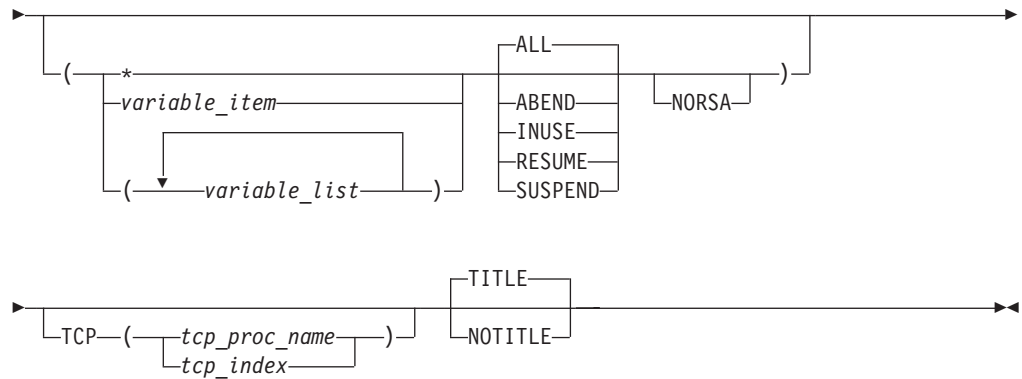 ALL
( * )
variable_item ABEND NORSA
INUSE
RESUME
( variable_list ) SUSPEND
TITLE
TCP ( tcp_proc_name ) NOTITLE
tcp_index